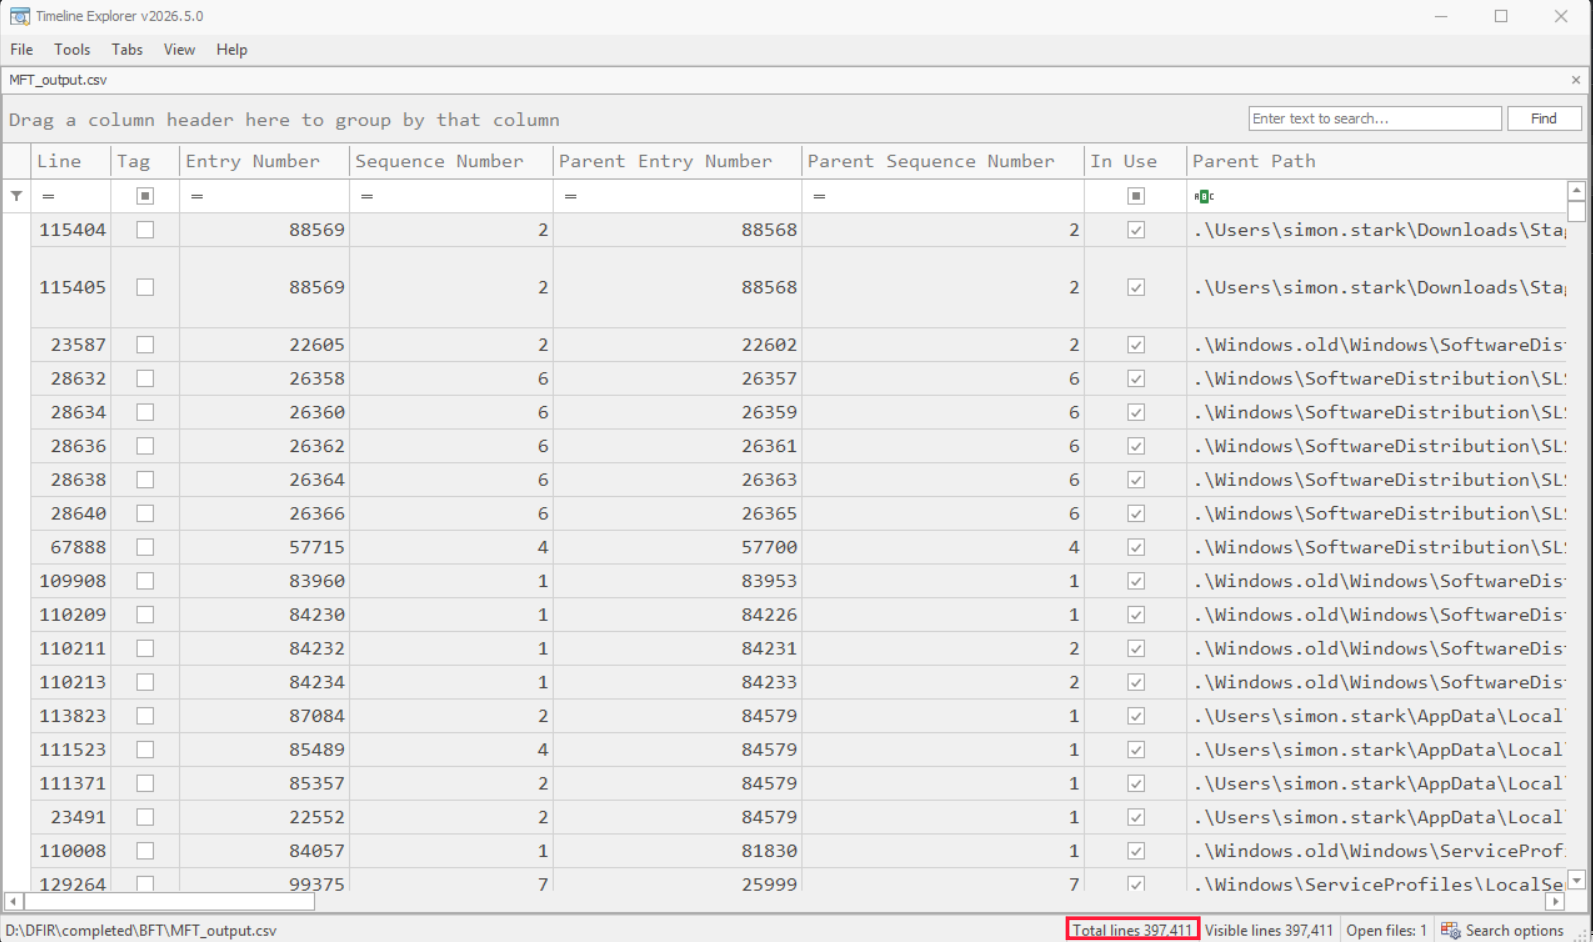 Timeline Explorer v2026.5.0
File Tools Tabs View Help
MFT_output.csv
Drag a column header here to group by that column
Enter text to search... Find
Line Tag Entry Number Sequence Number Parent Entry Number Parent Sequence Number In Use Parent Path
= = = = =
115404 88569 2 88568 2 .\Users\simon.stark\Downloads\Stag
115405 88569 2 88568 2 .\Users\simon.stark\Downloads\Stag
23587 22605 2 22602 2 .\Windows.old\Windows\SoftwareDis
28632 26358 6 26357 6 .\Windows\SoftwareDistribution\SLS
28634 26360 6 26359 6 .\Windows\SoftwareDistribution\SLS
28636 26362 6 26361 6 .\Windows\SoftwareDistribution\SLS
28638 26364 6 26363 6 .\Windows\SoftwareDistribution\SLS
28640 26366 6 26365 6 .\Windows\SoftwareDistribution\SLS
67888 57715 4 57700 4 .\Windows\SoftwareDistribution\SLS
109908 83960 1 83953 1 .\Windows.old\Windows\SoftwareDis
110209 84230 1 84226 1 .\Windows.old\Windows\SoftwareDis
110211 84232 1 84231 2 .\Windows.old\Windows\SoftwareDis
110213 84234 1 84233 2 .\Windows.old\Windows\SoftwareDis
113823 87084 2 84579 1 .\Users\simon.stark\AppData\Local
111523 85489 4 84579 1 .\Users\simon.stark\AppData\Local
111371 85357 2 84579 1 .\Users\simon.stark\AppData\Local
23491 22552 2 84579 1 .\Users\simon.stark\AppData\Local
110008 84057 1 81830 1 .\Windows.old\Windows\ServiceProf
129264 99375 7 25999 7 .\Windows\ServiceProfiles\LocalSe
D:\DFIR\completed\BFT\MFT_output.csv Total lines 397,411 Visible lines 397,411 Open files: 1 Search options